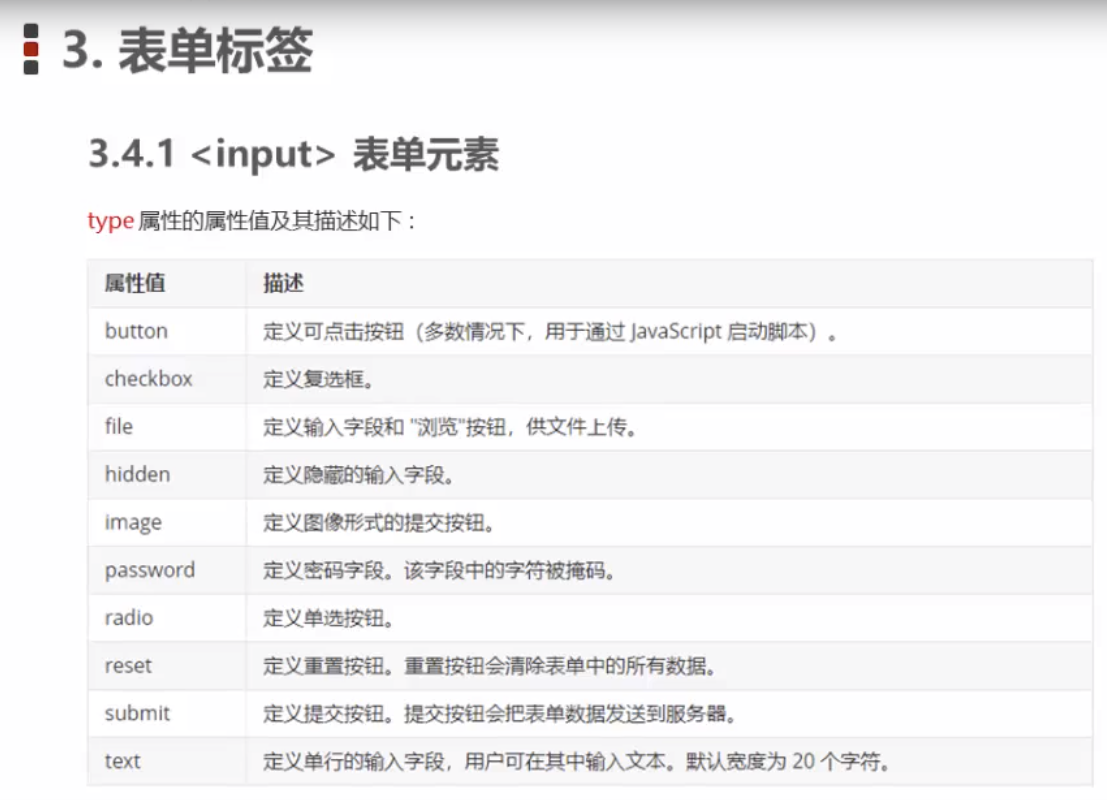 3. 表单标签
3.4.1 <input> 表单元素
type 属性的属性值及其描述如下：
属性值 描述
button 定义可点击按钮（多数情况下，用于通过 JavaScript 启动脚本）。
checkbox 定义复选框。
file 定义输入字段和 "浏览"按钮，供文件上传。
hidden 定义隐藏的输入字段。
image 定义图像形式的提交按钮。
password 定义密码字段。该字段中的字符被掩码。
radio 定义单选按钮。
reset 定义重置按钮。重置按钮会清除表单中的所有数据。
submit 定义提交按钮。提交按钮会把表单数据发送到服务器。
text 定义单行的输入字段，用户可在其中输入文本。默认宽度为 20 个字符。